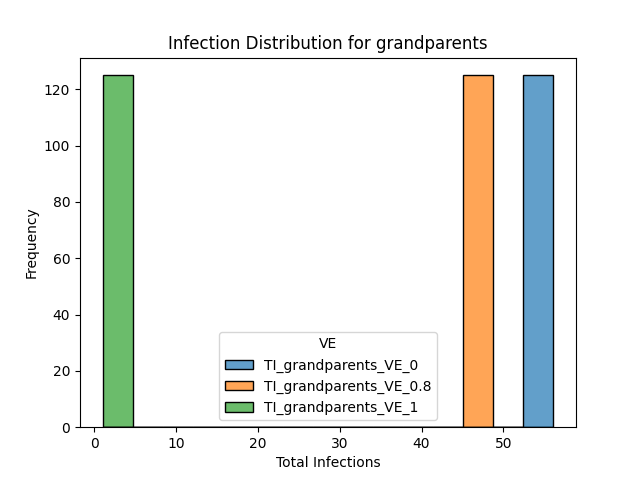 Infection Distribution for grandparents
120
100
80
60
40
20
0
Frequency
VE
TI_grandparents_VE_0
TI_grandparents_VE_0.8
TI_grandparents_VE_1
0 10 20 30 40 50
Total Infections